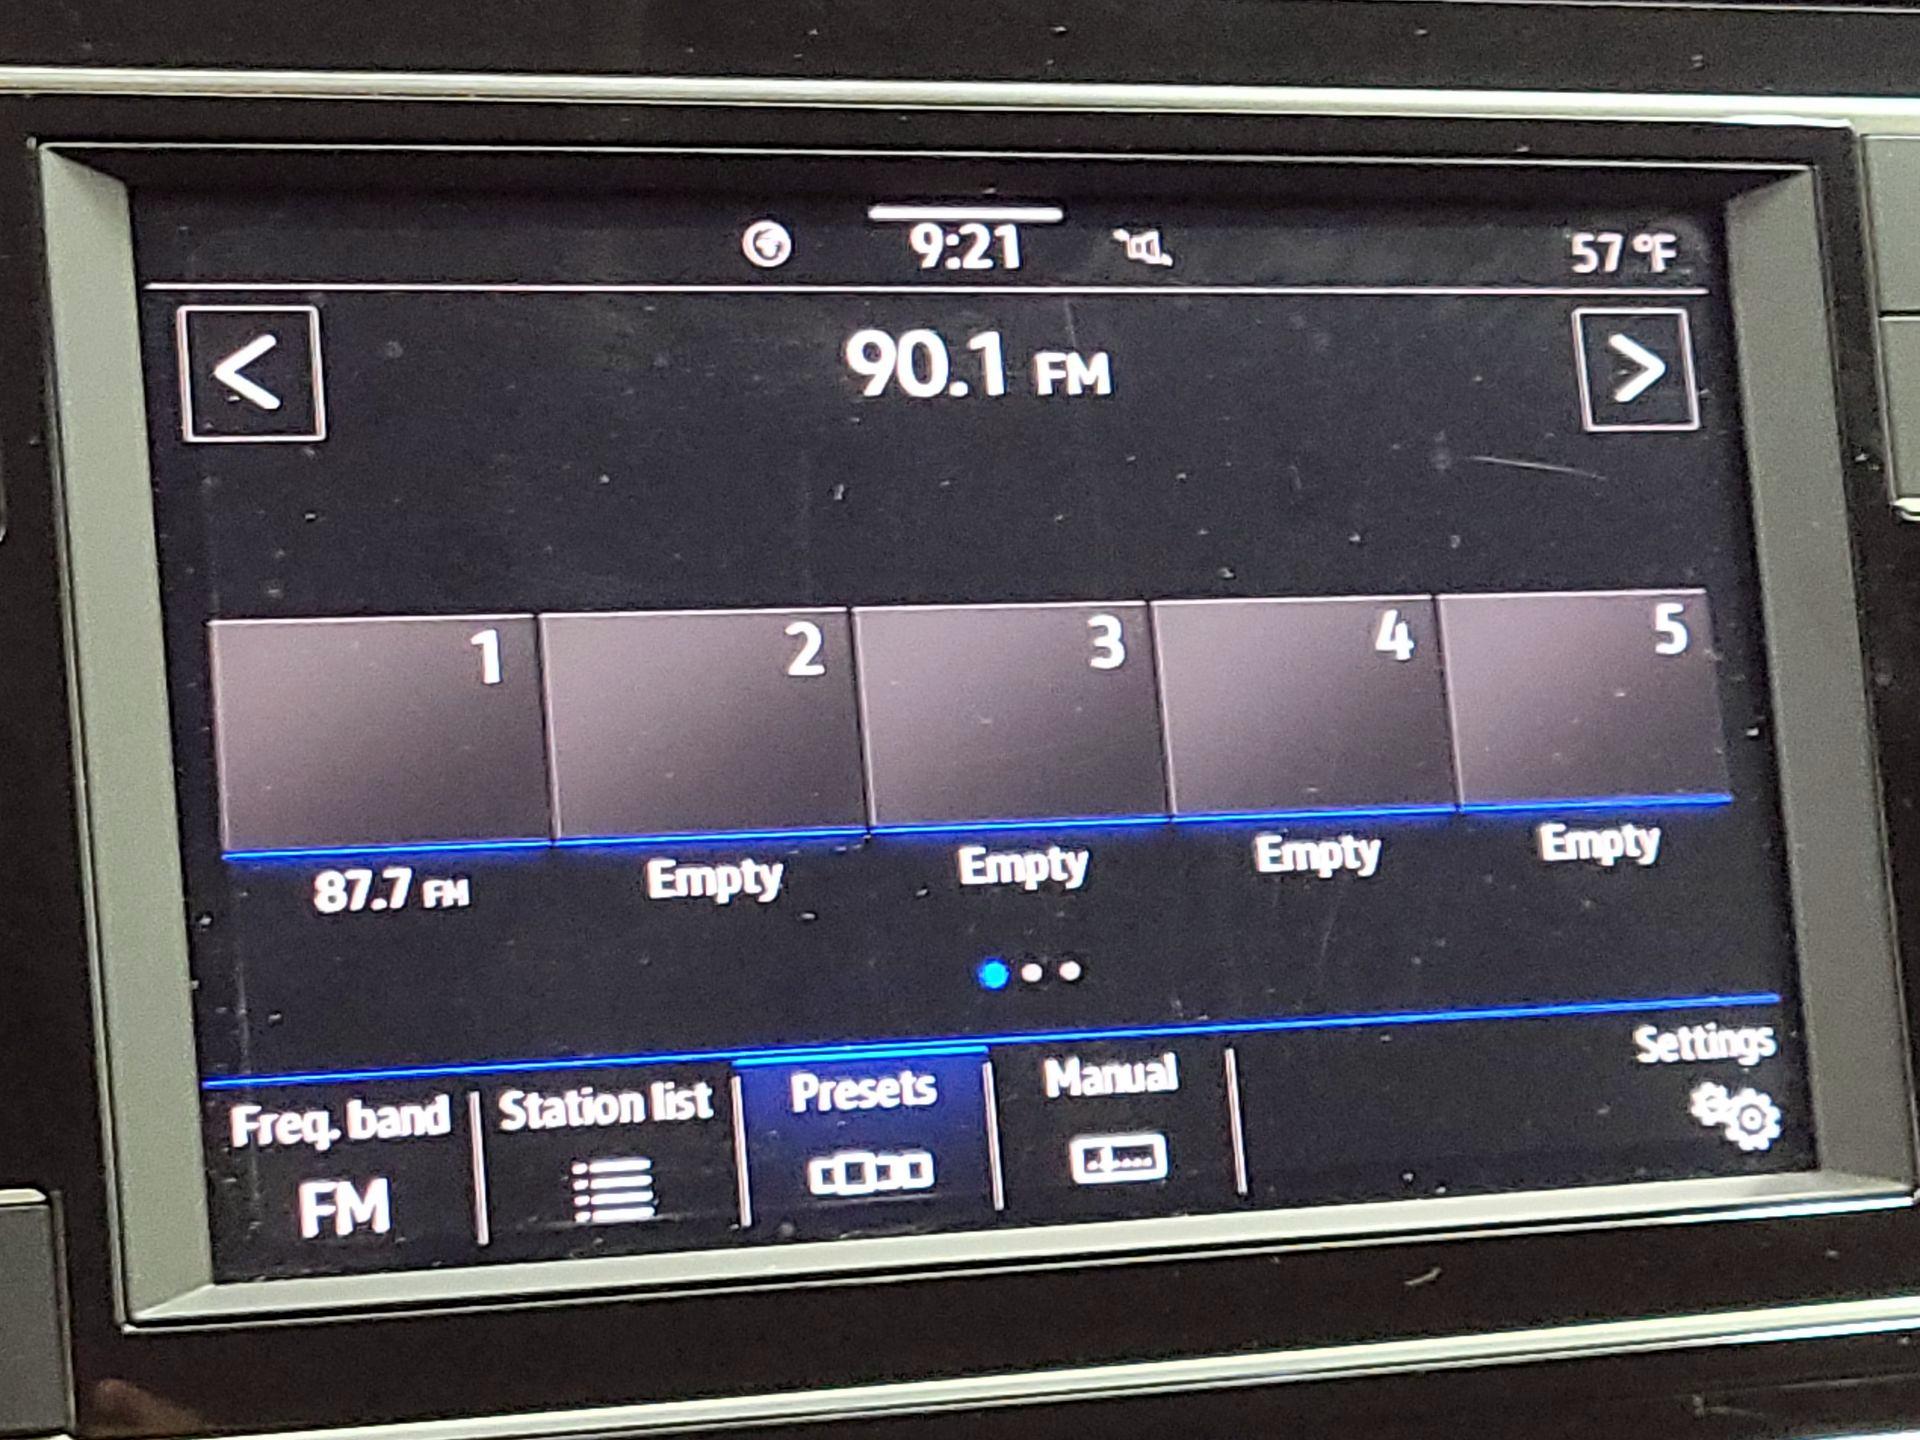 9:21
57 °F
90.1 FM
1 2 3 4 5
87.7 FM Empty Empty Empty Empty
Freq. band Station list Presets Manual Settings
FM